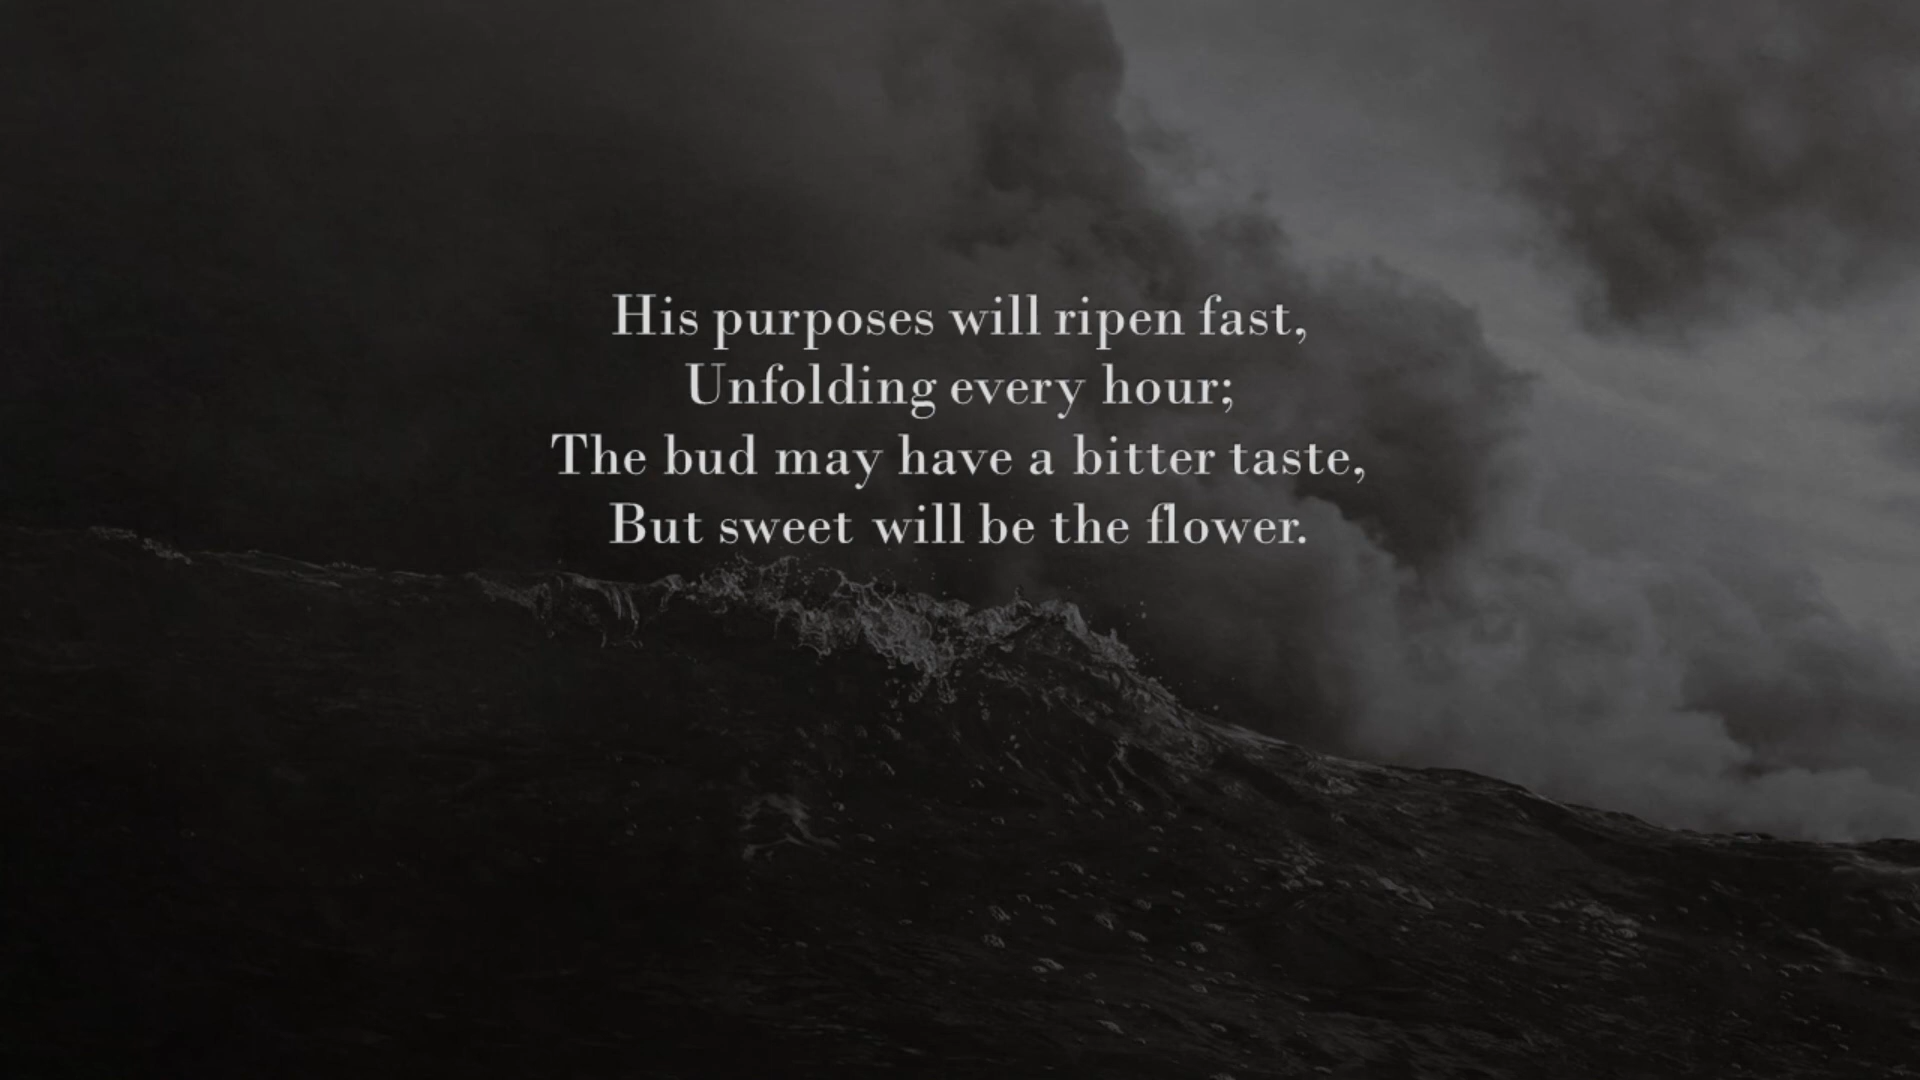 His purposes will ripen fast,
Unfolding every hour;
The bud may have a bitter taste,
But sweet will be the flower.